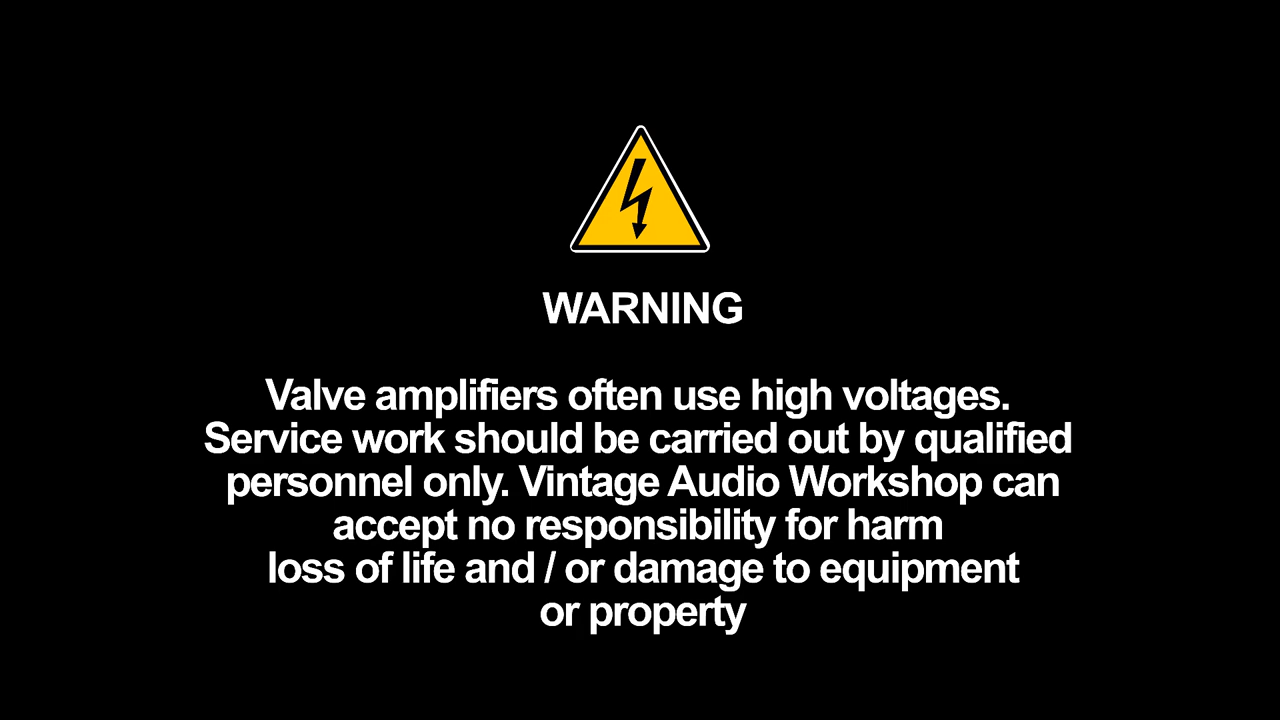 WARNING
Valve amplifiers often use high voltages.
Service work should be carried out by qualified
personnel only. Vintage Audio Workshop can
accept no responsibility for harm
loss of life and / or damage to equipment
or property